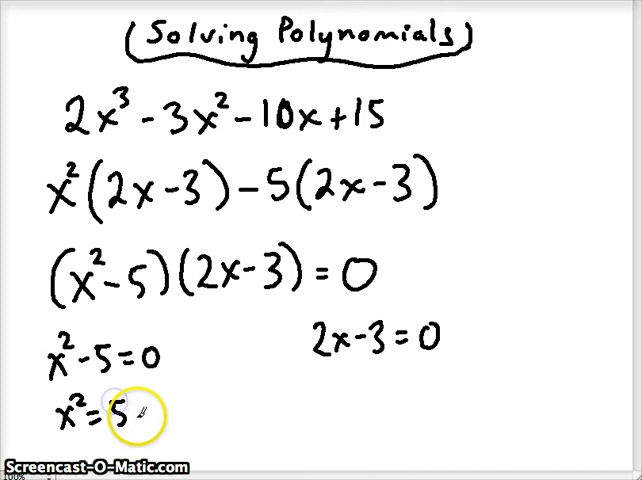 (Solving Polynomials)
2x³ - 3x² - 10x + 15
x²(2x - 3) - 5(2x - 3)
(x² - 5)(2x - 3) = 0
x² - 5 = 0 2x - 3 = 0
x² = 5
Screencast-O-Matic.com
100%